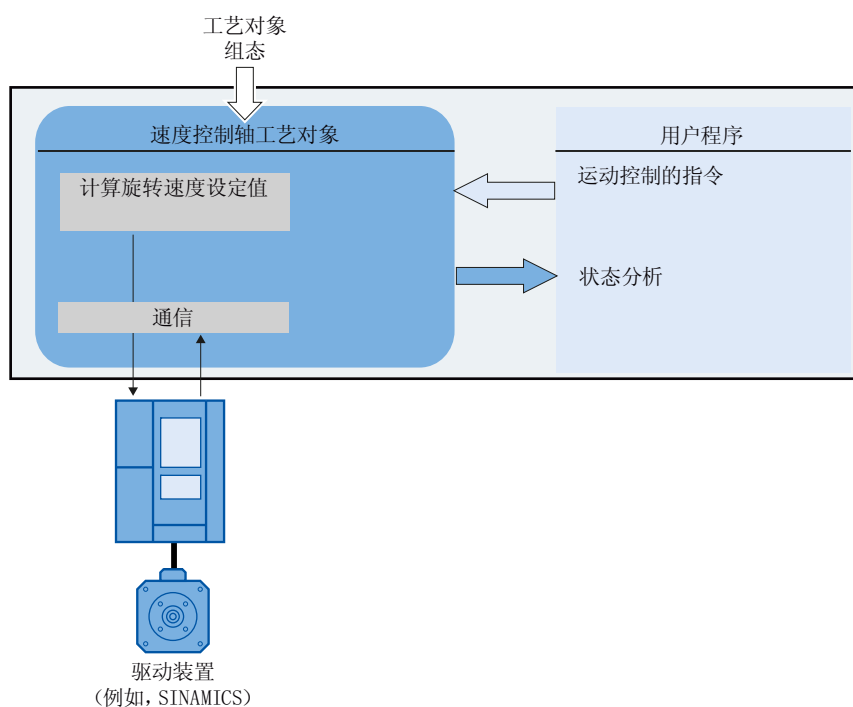 工艺对象
组态
速度控制轴工艺对象
用户程序
计算旋转速度设定值
运动控制的指令
状态分析
通信
驱动装置
(例如,SINAMICS)